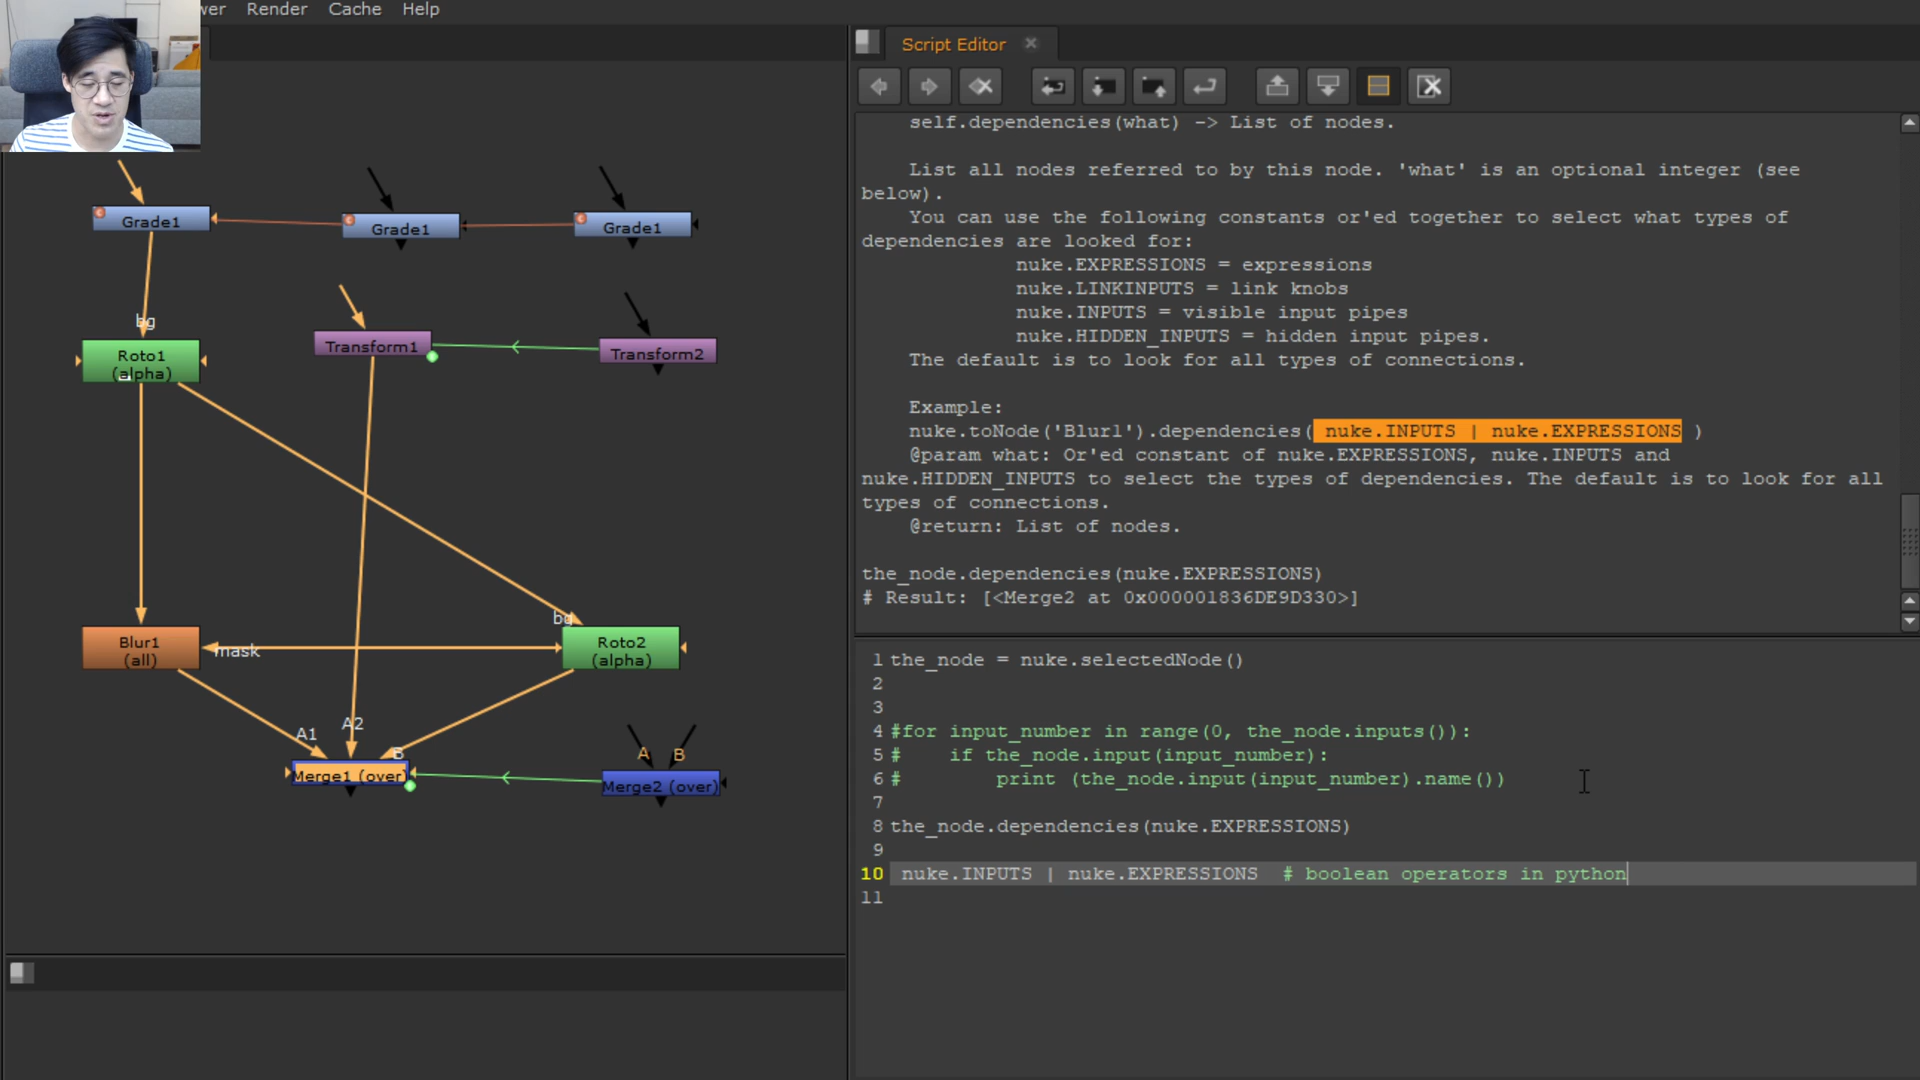 wer Render Cache Help
Script Editor
self.dependencies(what) -> List of nodes.
List all nodes referred to by this node. 'what' is an optional integer (see
below).
You can use the following constants or'ed together to select what types of
dependencies are looked for:
nuke.EXPRESSIONS = expressions
nuke.LINKINPUTS = link knobs
nuke.INPUTS = visible input pipes
nuke.HIDDEN_INPUTS = hidden input pipes.
The default is to look for all types of connections.
Example:
nuke.toNode('Blur1').dependencies( nuke.INPUTS | nuke.EXPRESSIONS )
@param what: Or'ed constant of nuke.EXPRESSIONS, nuke.INPUTS and
nuke.HIDDEN_INPUTS to select the types of dependencies. The default is to look for all
types of connections.
@return: List of nodes.
the_node.dependencies(nuke.EXPRESSIONS)
# Result: [<Merge2 at 0x000001836DE9D330>]
1 the_node = nuke.selectedNode()
2
3
4 #for input_number in range(0, the_node.inputs()):
5 #    if the_node.input(input_number):
6 #        print (the_node.input(input_number).name())
7
8 the_node.dependencies(nuke.EXPRESSIONS)
9
10 nuke.INPUTS | nuke.EXPRESSIONS  # boolean operators in python
11
Grade1
Grade1
Grade1
bg
Roto1
(alpha)
Transform1
Transform2
bg
Blur1
(all)
mask
Roto2
(alpha)
A1
A2
B
Merge1 (over)
A
B
Merge2 (over)